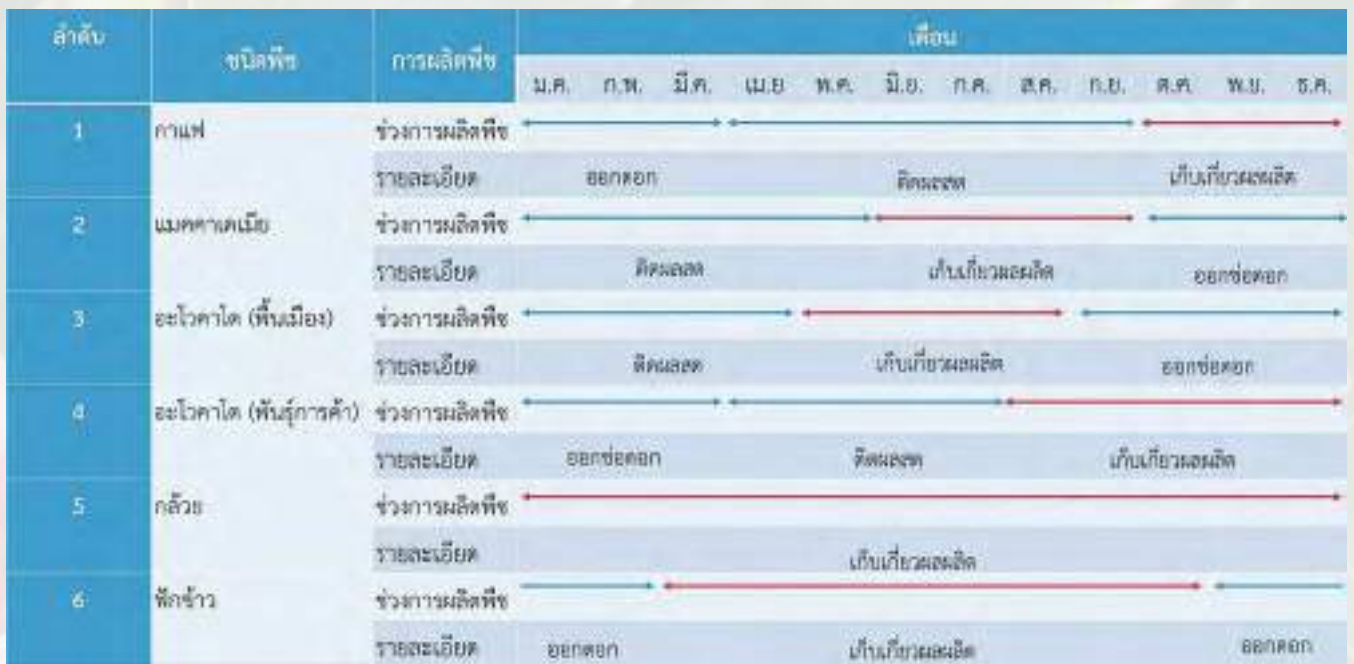 ลำดับ ชนิดพืช การผลิตพืช เดือน
ม.ค. ก.พ. มี.ค. เม.ย พ.ค. มิ.ย. ก.ค. ส.ค. ก.ย. ต.ค. พ.ย. ธ.ค.
1 กาแฟ ช่วงการผลิตพืช
รายละเอียด ออกดอก ติดผลสด เก็บเกี่ยวผลผลิต
2 แมคคาเดเมีย ช่วงการผลิตพืช
รายละเอียด ติดผลสด เก็บเกี่ยวผลผลิต ออกช่อดอก
3 อะโวคาโด (พื้นเมือง) ช่วงการผลิตพืช
รายละเอียด ติดผลสด เก็บเกี่ยวผลผลิต ออกช่อดอก
4 อะโวคาโด (พันธุ์การค้า) ช่วงการผลิตพืช
รายละเอียด ออกช่อดอก ติดผลสด เก็บเกี่ยวผลผลิต
5 กล้วย ช่วงการผลิตพืช
รายละเอียด เก็บเกี่ยวผลผลิต
6 ฟักข้าว ช่วงการผลิตพืช
รายละเอียด ออกดอก เก็บเกี่ยวผลผลิต ออกดอก